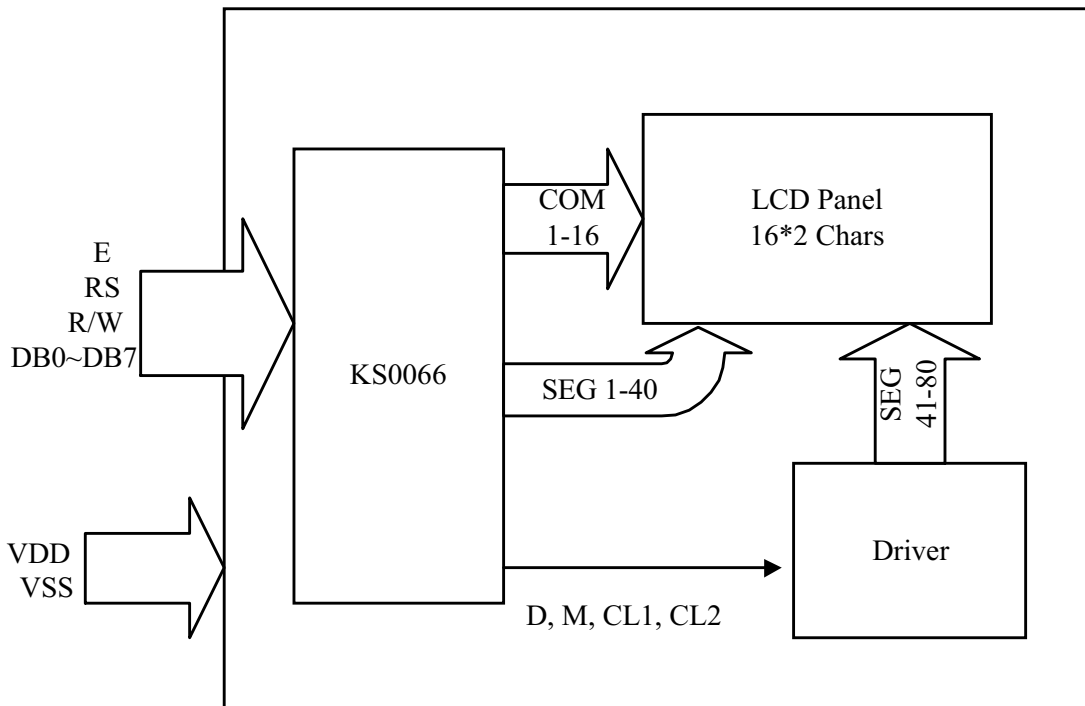 E
RS
R/W
DB0~DB7
VDD
VSS
KS0066
COM
1-16
SEG 1-40
D, M, CL1, CL2
LCD Panel
16*2 Chars
SEG
41-80
Driver